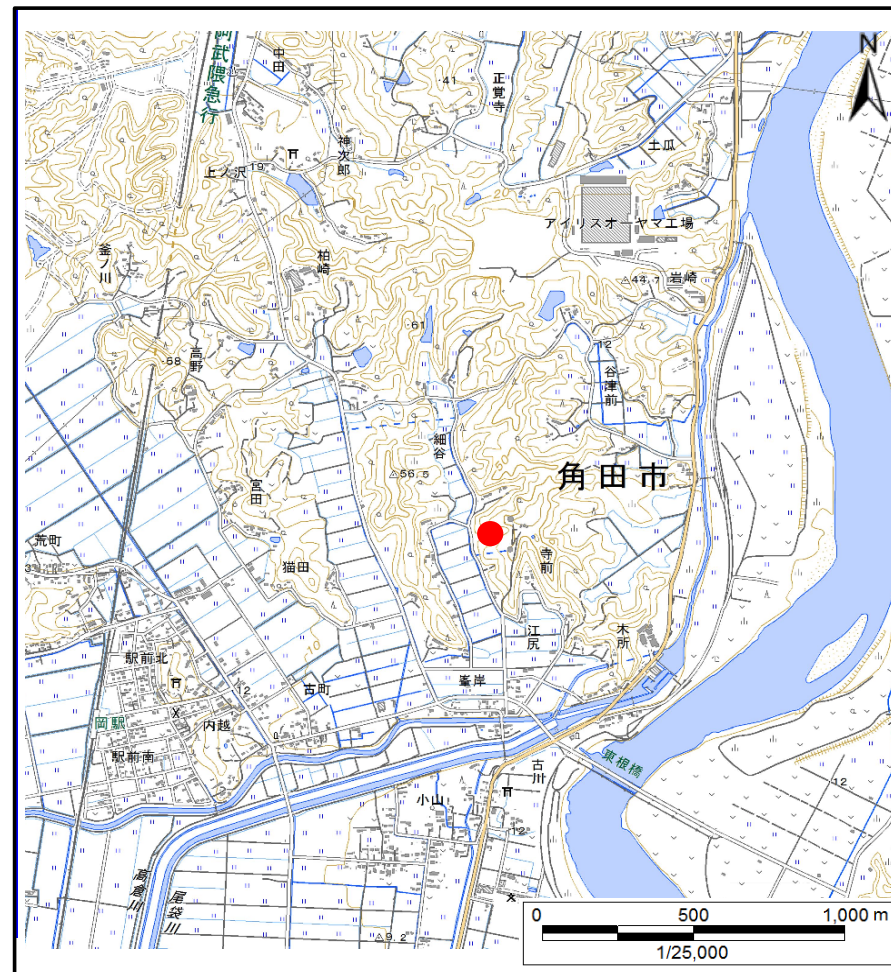 阿武隈急行
中田
41
正覚寺
N
神次郎
土瓜
上ノ沢
19
アイリスオーヤマ工場
釜ノ川
柏崎
44.7
岩崎
61
12
高野
68
谷津前
細谷
56.5
角田市
宮田
荒町
猫田
寺前
江尻
木所
駅前北
古町
峯岸
12
岡駅
内越
駅前南
東根橋
古川
12
小山
12
高倉川
尾袋川
9.2
0 500 1,000 m
1/25,000